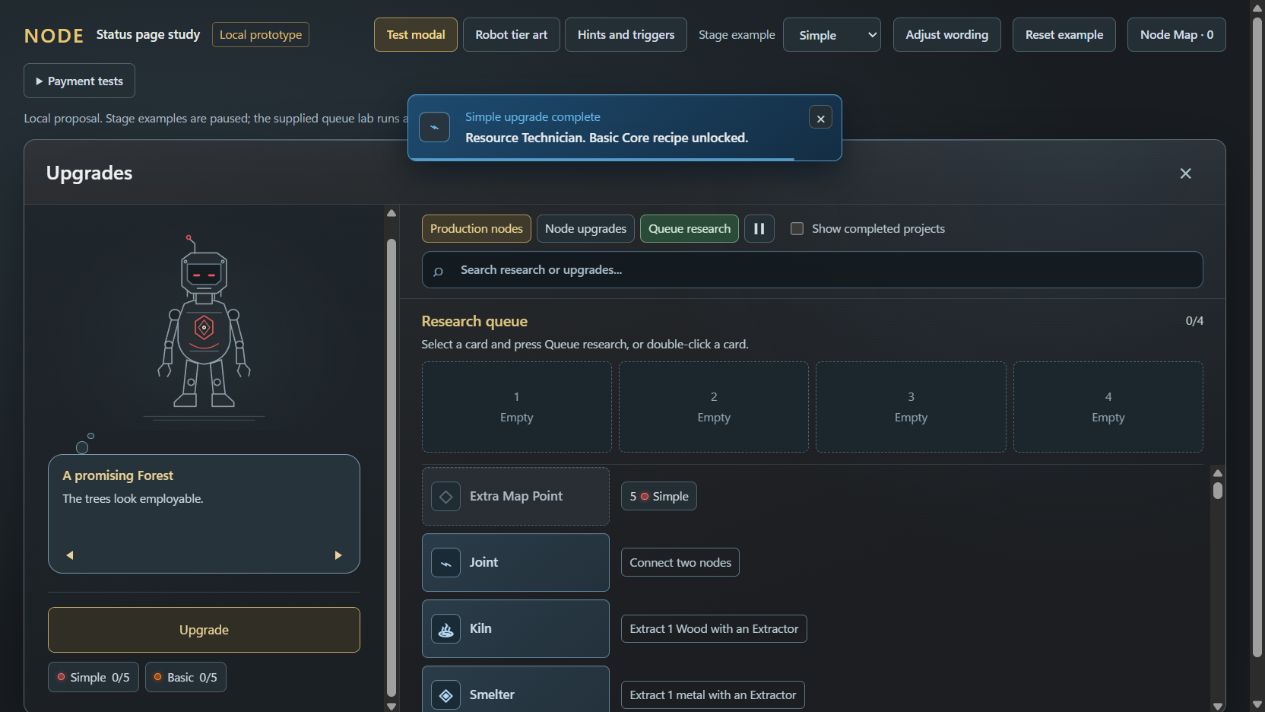 NODE Status page study Local prototype Test modal Robot tier art Hints and triggers Stage example Simple Adjust wording Reset example Node Map · 0
Payment tests
Local proposal. Stage examples are paused; the supplied queue lab runs a
Simple upgrade complete
Resource Technician. Basic Core recipe unlocked.
Upgrades
Production nodes Node upgrades Queue research Show completed projects
Search research or upgrades...
Research queue 0/4
Select a card and press Queue research, or double-click a card.
1 2 3 4
Empty Empty Empty Empty
A promising Forest
The trees look employable.
Upgrade
Simple 0/5 Basic 0/5
Extra Map Point 5 Simple
Joint Connect two nodes
Kiln Extract 1 Wood with an Extractor
Smelter Extract 1 metal with an Extractor